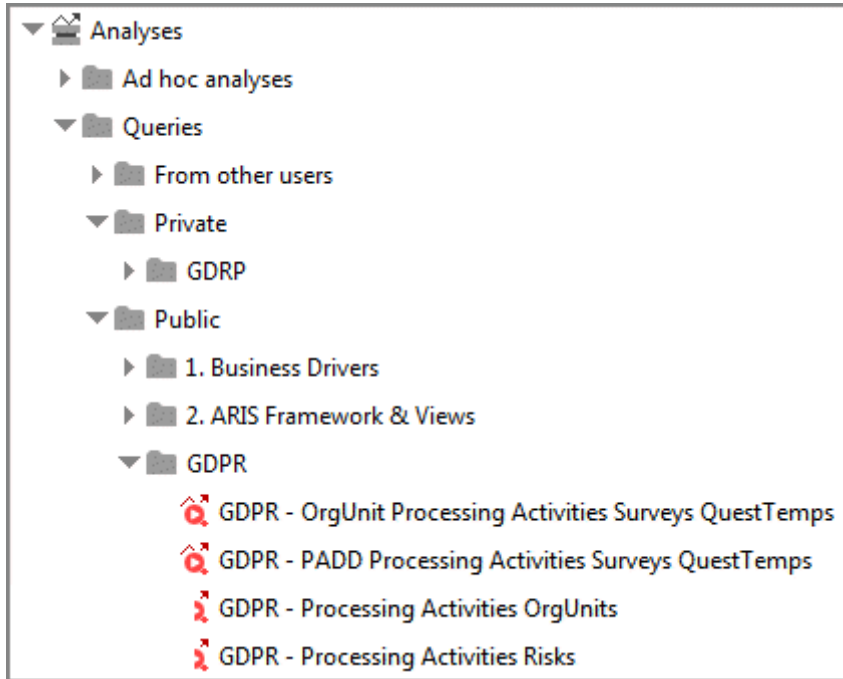 Analyses
Ad hoc analyses
Queries
From other users
Private
GDRP
Public
1. Business Drivers
2. ARIS Framework & Views
GDPR
GDPR - OrgUnit Processing Activities Surveys QuestTemps
GDPR - PADD Processing Activities Surveys QuestTemps
GDPR - Processing Activities OrgUnits
GDPR - Processing Activities Risks